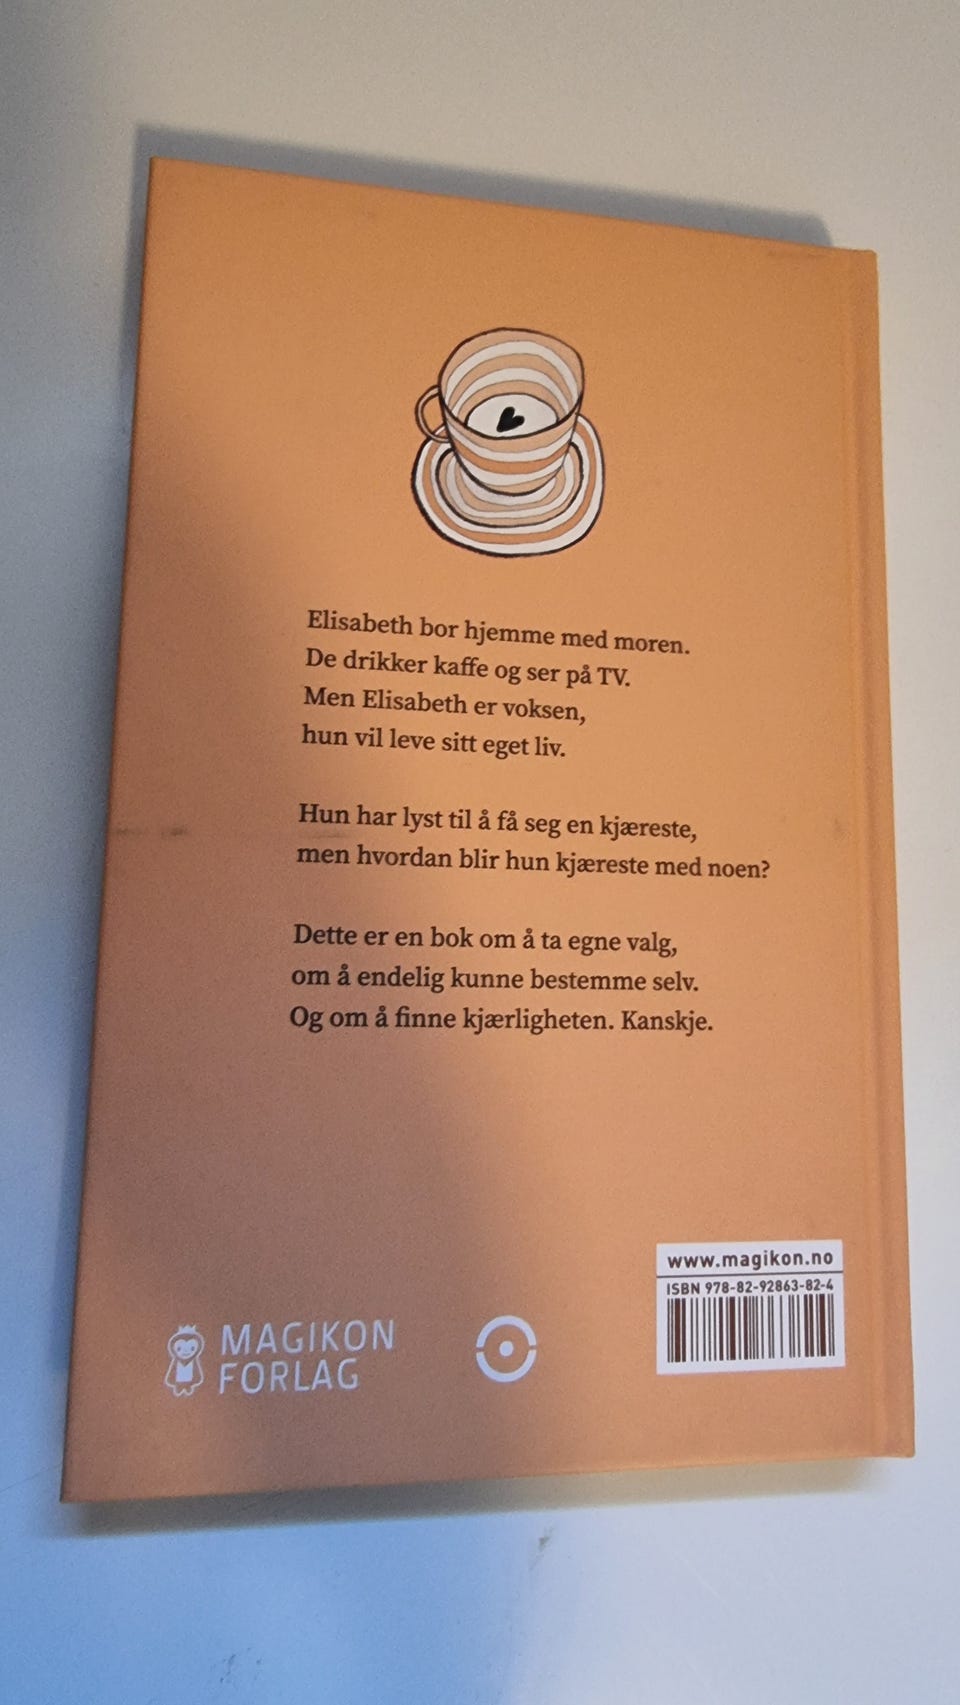 Elisabeth bor hjemme med moren.
De drikker kaffe og ser på TV.
Men Elisabeth er voksen,
hun vil leve sitt eget liv.
Hun har lyst til å få seg en kjæreste,
men hvordan blir hun kjæreste med noen?
Dette er en bok om å ta egne valg,
om å endelig kunne bestemme selv.
Og om å finne kjærligheten. Kanskje.
www.magikon.no
ISBN 978-82-92863-82-4
MAGIKON
FORLAG